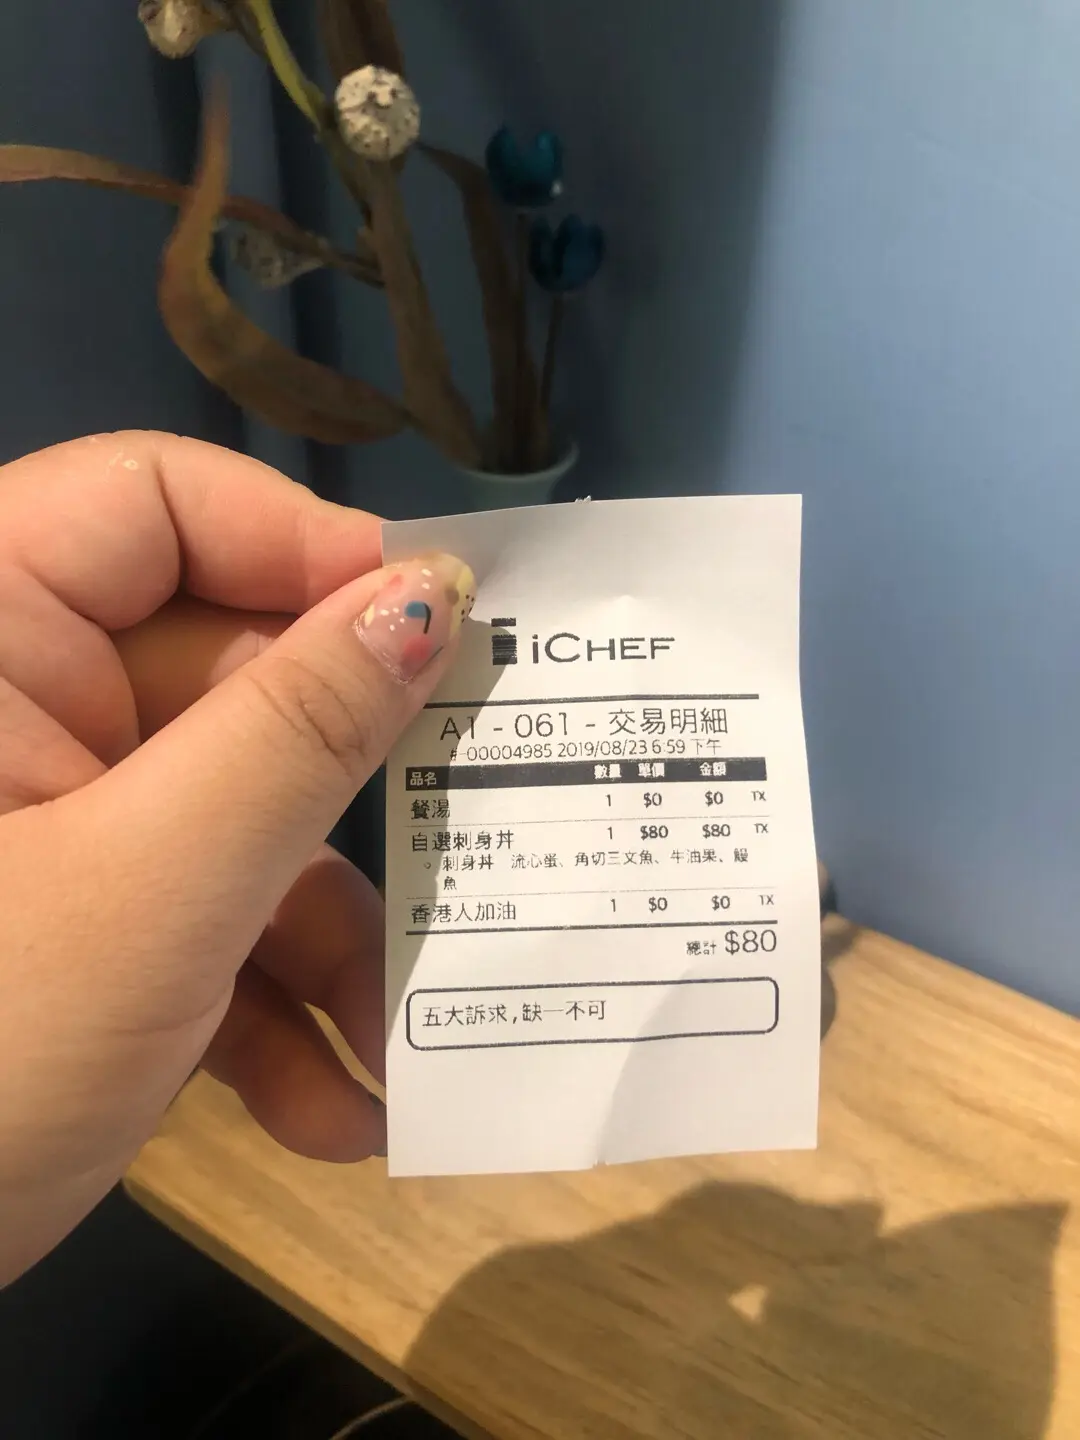 iCHEF
A1 - 061 - 交易明細
#-00004985 2019/08/23 6:59 下午
品名 數量 單價 金額
餐湯 1 $0 $0 TX
自選刺身丼 1 $80 $80 TX
。刺身丼 流心蛋、角切三文魚、牛油果、鰻
魚
香港人加油 1 $0 $0 TX
總計 $80
五大訴求,缺一不可